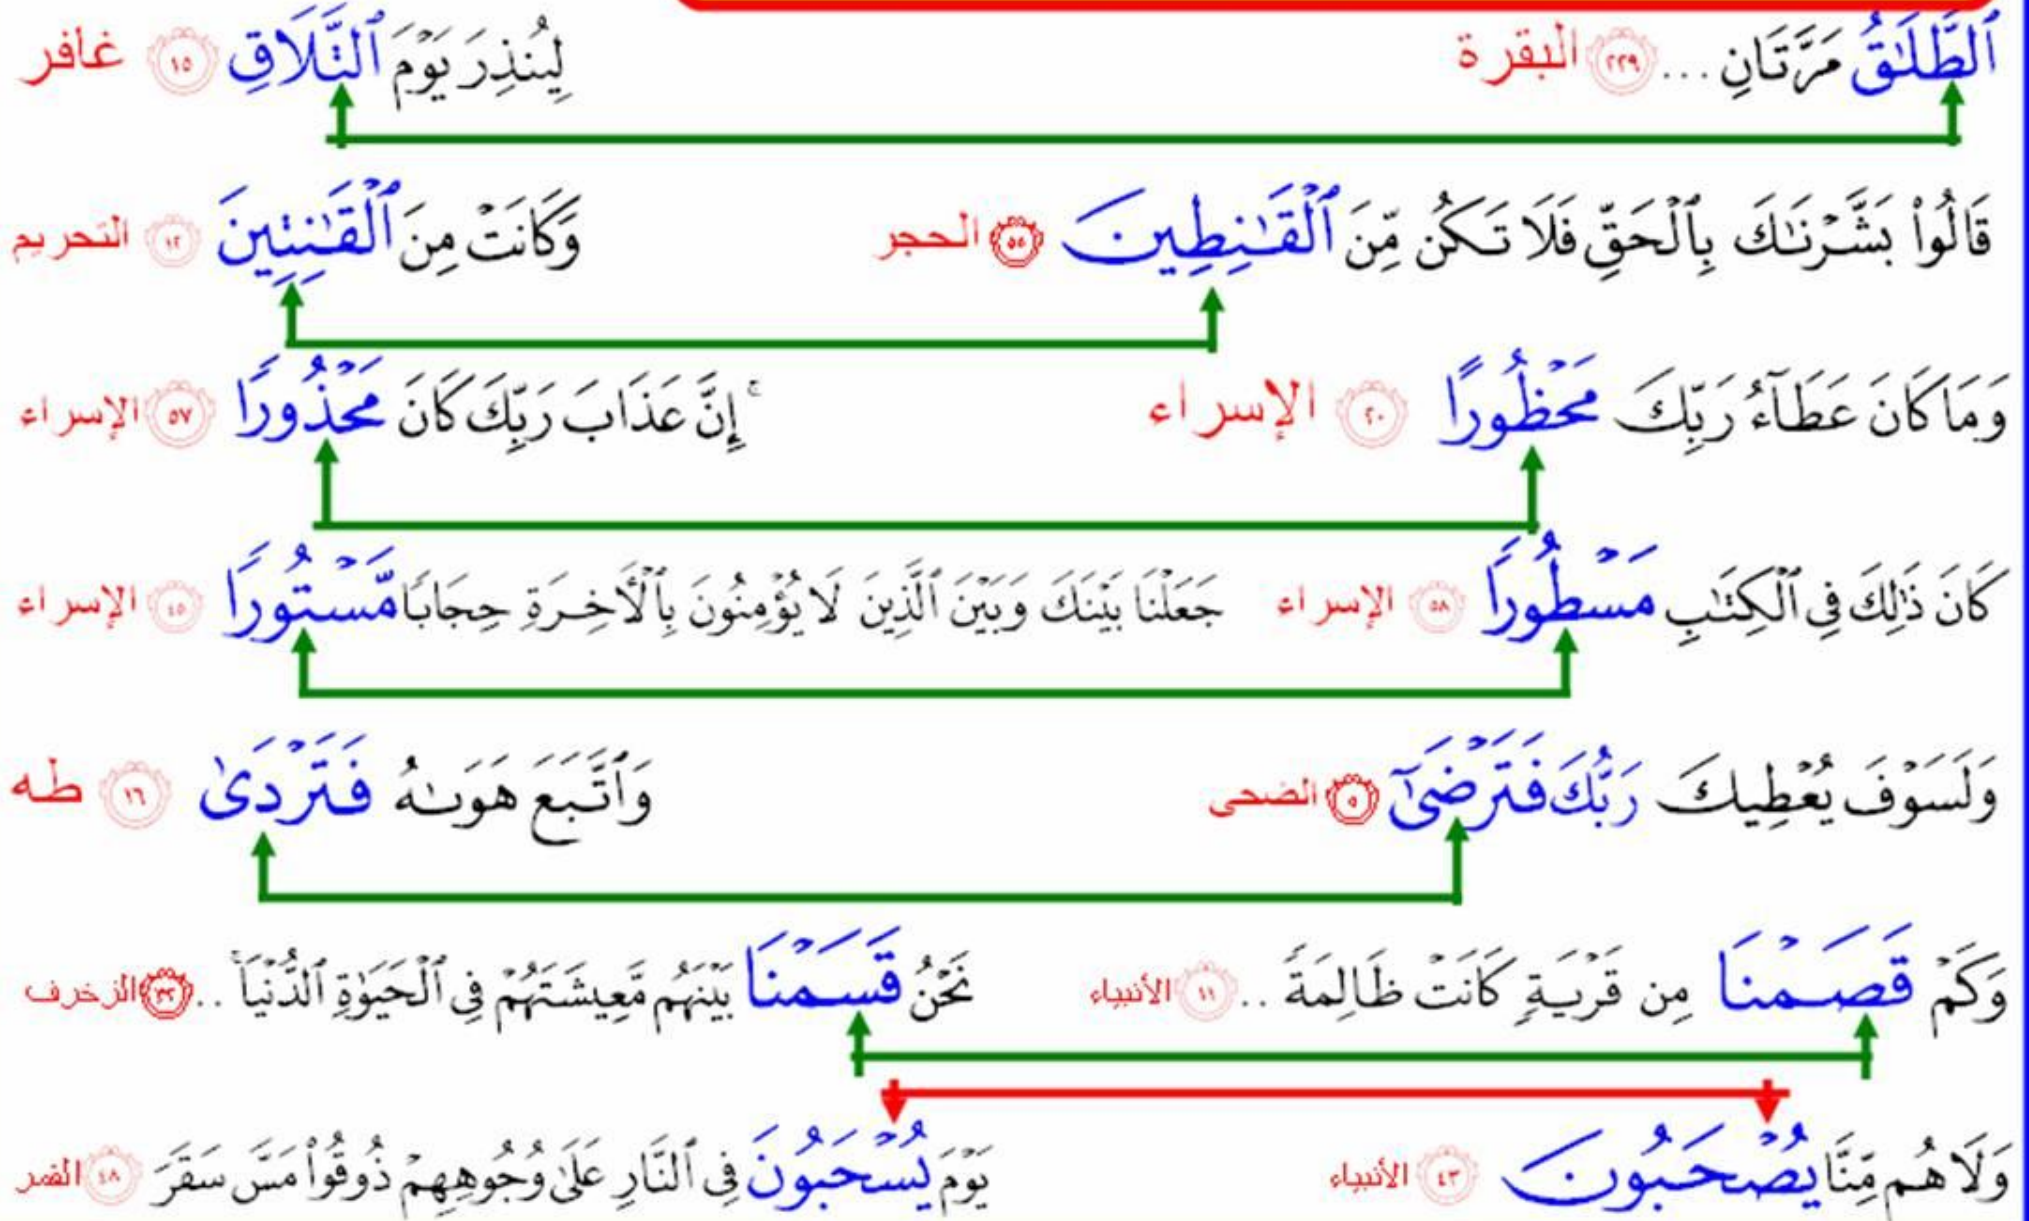 ٱلطَّلَٰقُ مَرَّتَانِ ... ٢٢٩ البقرة لِيُنذِرَ يَوْمَ ٱلتَّلَاقِ ١٥ غافر
قَالُوا۟ بَشَّرْنَٰكَ بِٱلْحَقِّ فَلَا تَكُن مِّنَ ٱلْقَٰنِطِينَ ٥٥ الحجر وَكَانَتْ مِنَ ٱلْقَٰنِتِينَ ١٢ التحريم
وَمَا كَانَ عَطَآءُ رَبِّكَ مَحْظُورًا ٢٠ الإسراء إِنَّ عَذَابَ رَبِّكَ كَانَ مَحْذُورًا ٥٧ الإسراء
كَانَ ذَٰلِكَ فِى ٱلْكِتَٰبِ مَسْطُورًا ٥٨ الإسراء جَعَلْنَا بَيْنَكَ وَبَيْنَ ٱلَّذِينَ لَا يُؤْمِنُونَ بِٱلْأَخِرَةِ حِجَابًا مَّسْتُورًا ٤٥ الإسراء
وَلَسَوْفَ يُعْطِيكَ رَبُّكَ فَتَرْضَىٰٓ ٥ الضحى وَٱتَّبَعَ هَوَىٰهُ فَتَرْدَىٰ ١٦ طه
وَكَمْ قَصَمْنَا مِن قَرْيَةٍ كَانَتْ ظَالِمَةً .. ١١ الأنبياء نَحْنُ قَسَمْنَا بَيْنَهُم مَّعِيشَتَهُمْ فِى ٱلْحَيَوٰةِ ٱلدُّنْيَا ۚ .. ٣٢ الزخرف
وَلَا هُم مِّنَّا يُصْحَبُونَ ٤٣ الأنبياء يَوْمَ يُسْحَبُونَ فِى ٱلنَّارِ عَلَىٰ وُجُوهِهِمْ ذُوقُوا۟ مَسَّ سَقَرَ ٤٨ القمر